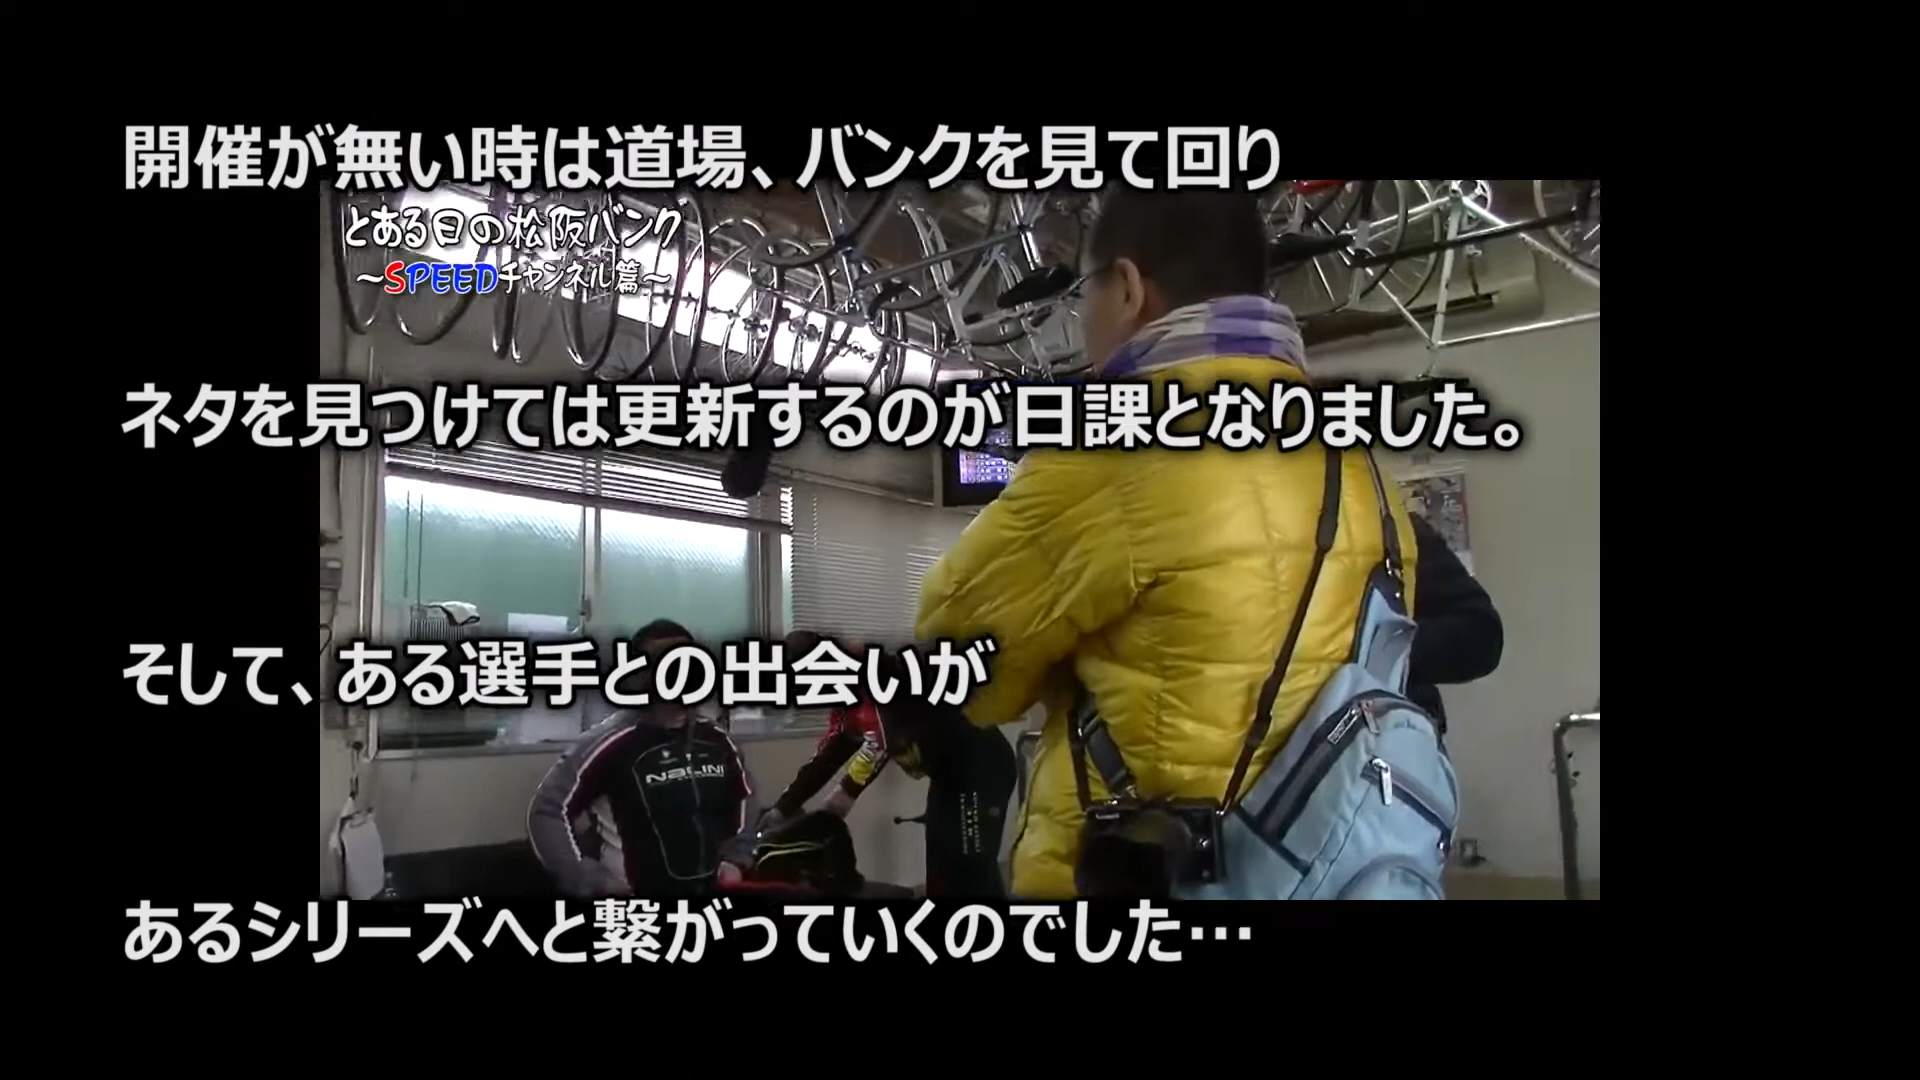 開催が無い時は道場、バンクを見て回り
とある日の松阪バンク
～SPEEDチャンネル篇～
ネタを見つけては更新するのが日課となりました。
そして、ある選手との出会いが
NALINI
あるシリーズへと繋がっていくのでした…